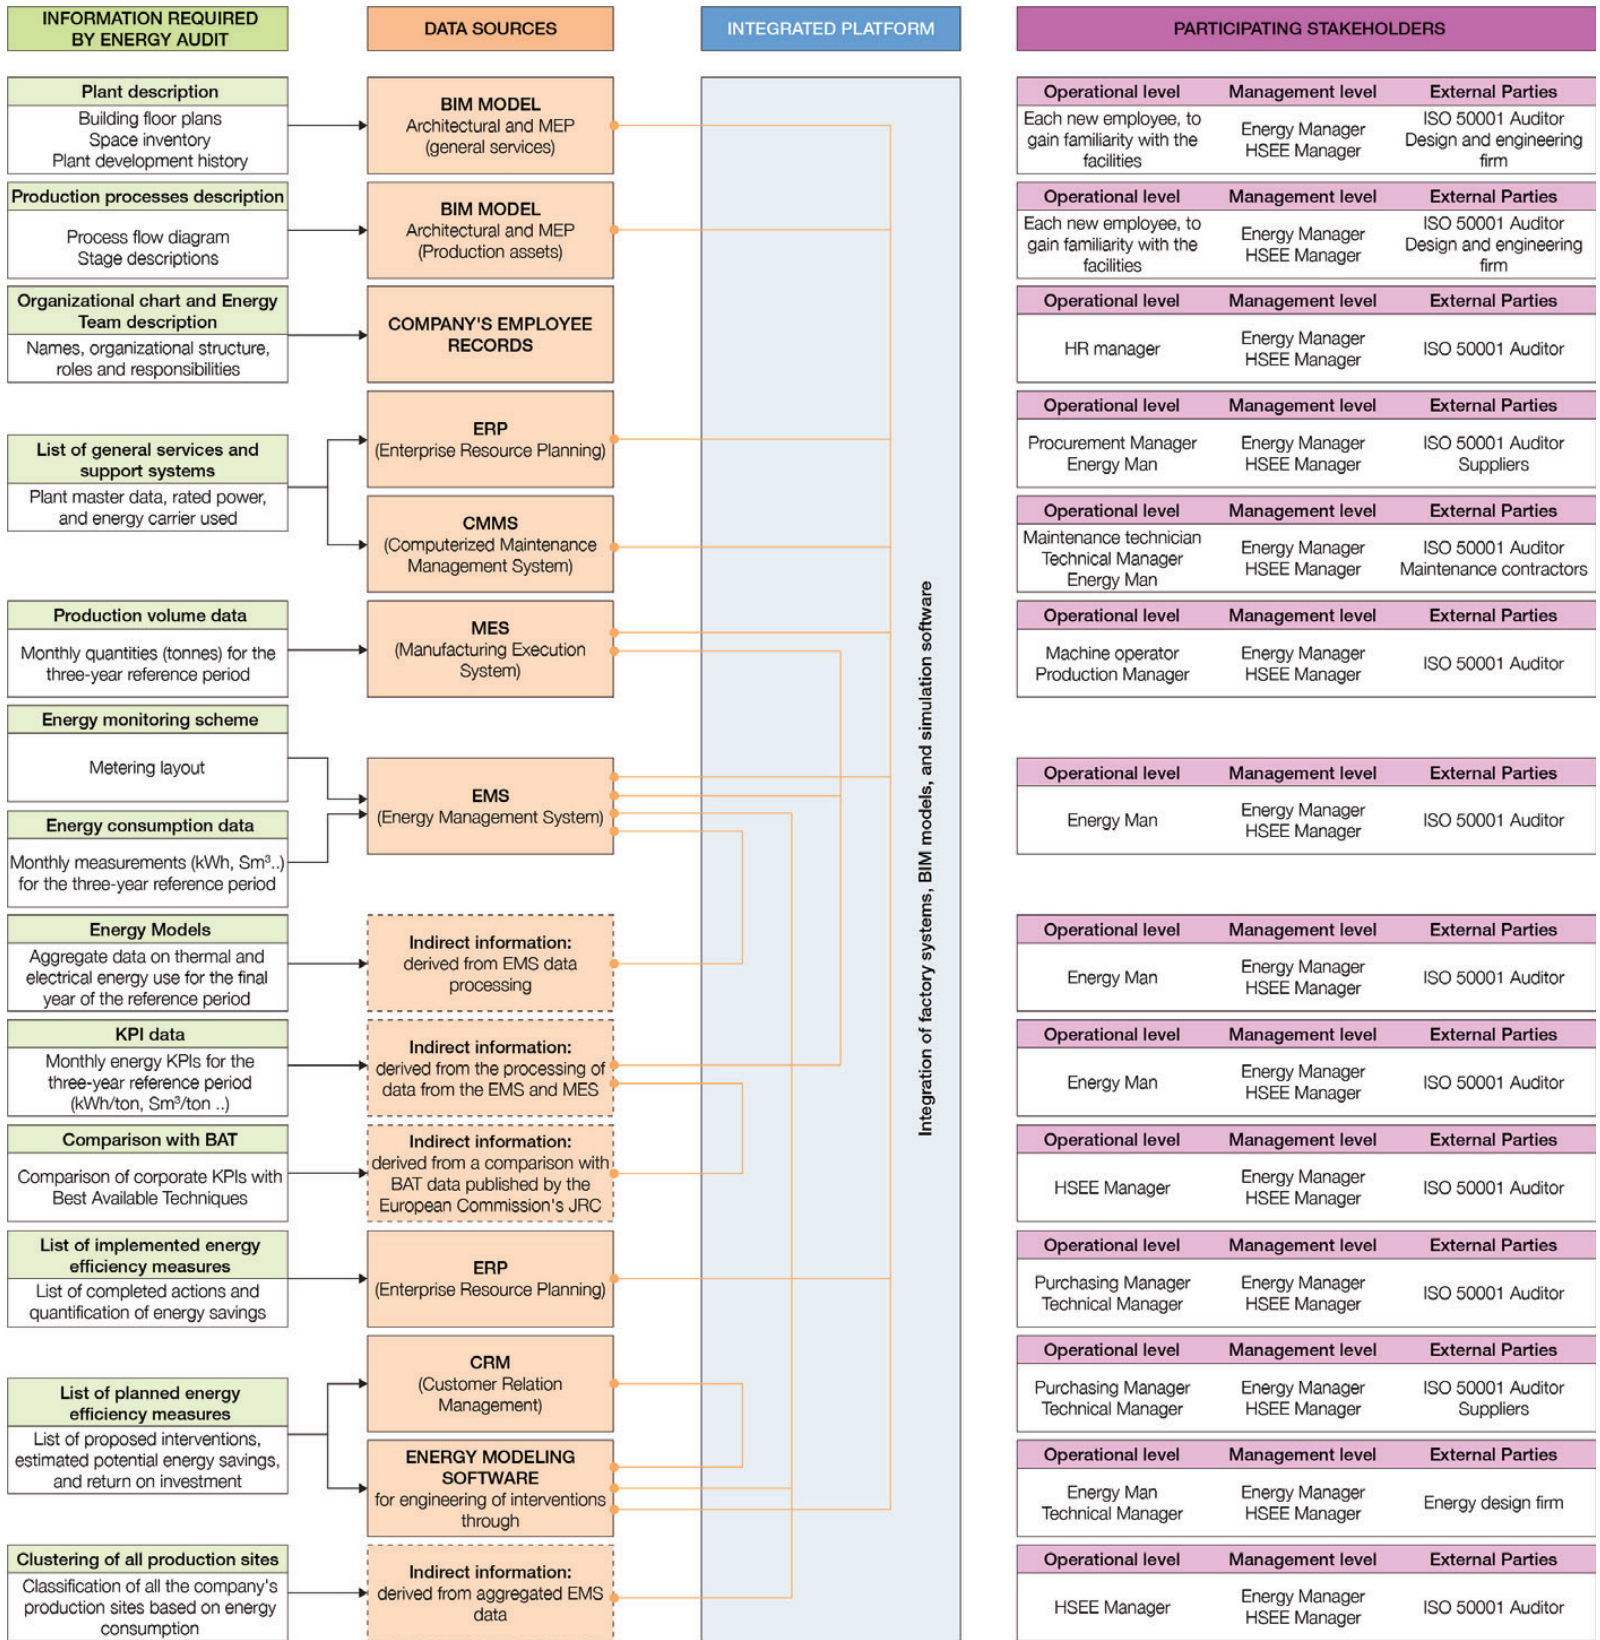 INFORMATION REQUIRED
BY ENERGY AUDIT
DATA SOURCES
INTEGRATED PLATFORM
PARTICIPATING STAKEHOLDERS
Plant description
Building floor plans
Space inventory
Plant development history
BIM MODEL
Architectural and MEP
(general services)
Operational level
Each new employee, to
gain familiarity with the
facilities
Management level
Energy Manager
HSEE Manager
External Parties
ISO 50001 Auditor
Design and engineering
firm
Production processes description
Process flow diagram
Stage descriptions
BIM MODEL
Architectural and MEP
(Production assets)
Operational level
Each new employee, to
gain familiarity with the
facilities
Management level
Energy Manager
HSEE Manager
External Parties
ISO 50001 Auditor
Design and engineering
firm
Organizational chart and Energy
Team description
Names, organizational structure,
roles and responsibilities
COMPANY'S EMPLOYEE
RECORDS
Operational level
HR manager
Management level
Energy Manager
HSEE Manager
External Parties
ISO 50001 Auditor
List of general services and
support systems
Plant master data, rated power,
and energy carrier used
ERP
(Enterprise Resource Planning)
Operational level
Procurement Manager
Energy Man
Management level
Energy Manager
HSEE Manager
External Parties
ISO 50001 Auditor
Suppliers
CMMS
(Computerized Maintenance
Management System)
Operational level
Maintenance technician
Technical Manager
Energy Man
Management level
Energy Manager
HSEE Manager
External Parties
ISO 50001 Auditor
Maintenance contractors
Production volume data
Monthly quantities (tonnes) for the
three-year reference period
MES
(Manufacturing Execution
System)
Operational level
Machine operator
Production Manager
Management level
Energy Manager
HSEE Manager
External Parties
ISO 50001 Auditor
Integration of factory systems, BIM models, and simulation software
Energy monitoring scheme
Metering layout
Energy consumption data
Monthly measurements (kWh, Sm³..)
for the three-year reference period
EMS
(Energy Management System)
Operational level
Energy Man
Management level
Energy Manager
HSEE Manager
External Parties
ISO 50001 Auditor
Energy Models
Aggregate data on thermal and
electrical energy use for the final
year of the reference period
Indirect information:
derived from EMS data
processing
Operational level
Energy Man
Management level
Energy Manager
HSEE Manager
External Parties
ISO 50001 Auditor
KPI data
Monthly energy KPIs for the
three-year reference period
(kWh/ton, Sm³/ton ..)
Indirect information:
derived from the processing of
data from the EMS and MES
Operational level
Energy Man
Management level
Energy Manager
HSEE Manager
External Parties
ISO 50001 Auditor
Comparison with BAT
Comparison of corporate KPIs with
Best Available Techniques
Indirect information:
derived from a comparison with
BAT data published by the
European Commission's JRC
Operational level
HSEE Manager
Management level
Energy Manager
HSEE Manager
External Parties
ISO 50001 Auditor
List of implemented energy
efficiency measures
List of completed actions and
quantification of energy savings
ERP
(Enterprise Resource Planning)
Operational level
Purchasing Manager
Technical Manager
Management level
Energy Manager
HSEE Manager
External Parties
ISO 50001 Auditor
List of planned energy
efficiency measures
List of proposed interventions,
estimated potential energy savings,
and return on investment
CRM
(Customer Relation
Management)
Operational level
Purchasing Manager
Technical Manager
Management level
Energy Manager
HSEE Manager
External Parties
ISO 50001 Auditor
Suppliers
ENERGY MODELING
SOFTWARE
for engineering of interventions
through
Operational level
Energy Man
Technical Manager
Management level
Energy Manager
HSEE Manager
External Parties
Energy design firm
Clustering of all production sites
Classification of all the company's
production sites based on energy
consumption
Indirect information:
derived from aggregated EMS
data
Operational level
HSEE Manager
Management level
Energy Manager
HSEE Manager
External Parties
ISO 50001 Auditor